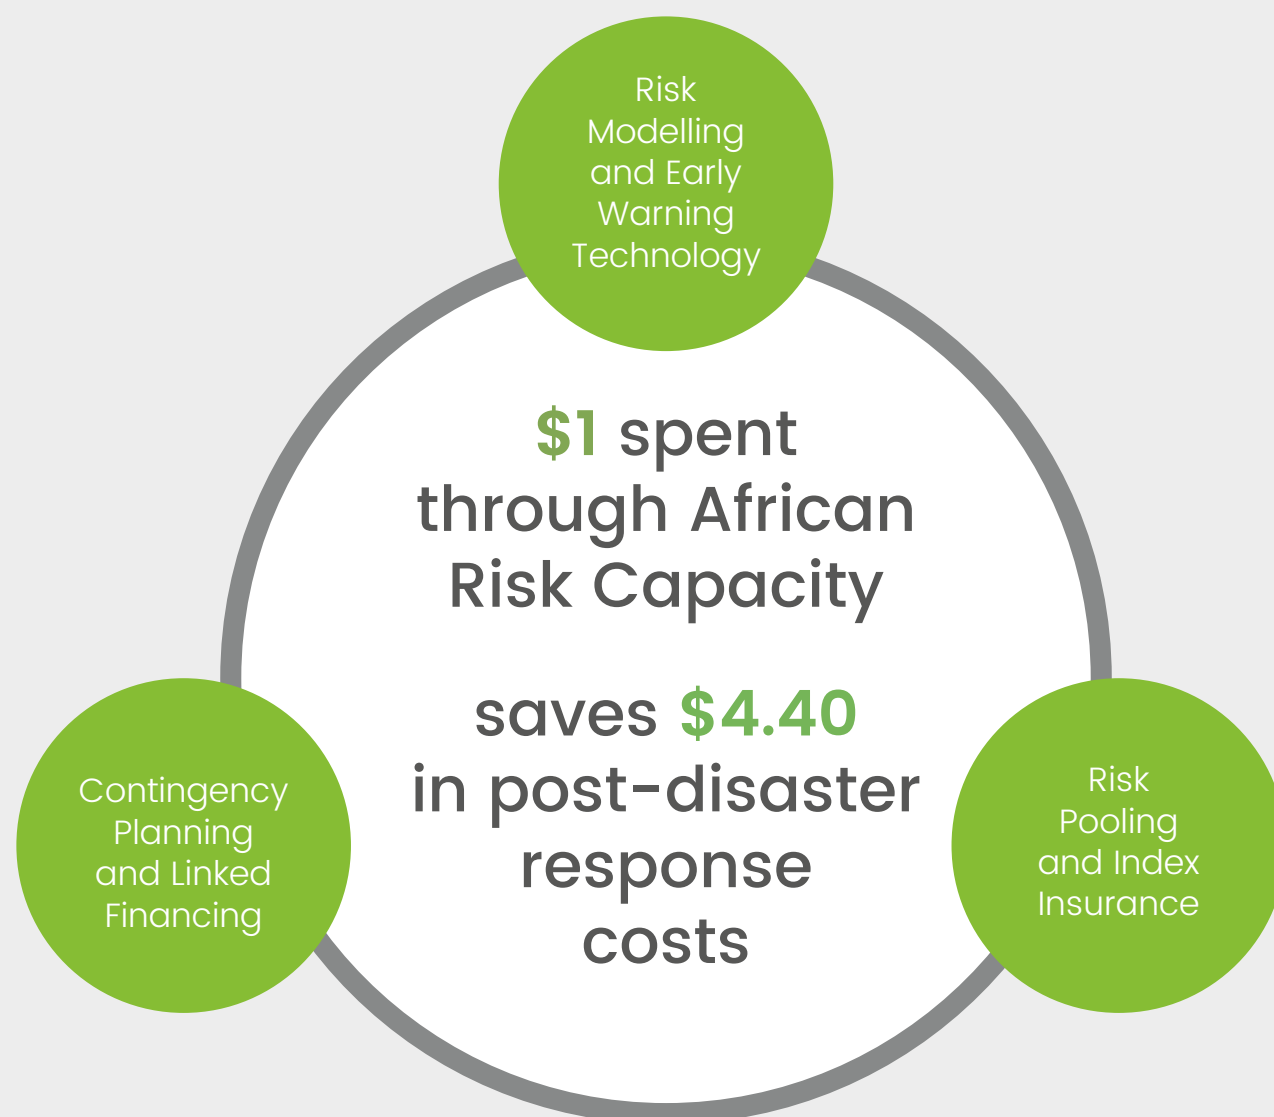 Risk
Modelling
and Early
Warning
Technology
$1 spent
through African
Risk Capacity
saves $4.40
in post-disaster
response
costs
Contingency
Planning
and Linked
Financing
Risk
Pooling
and Index
Insurance